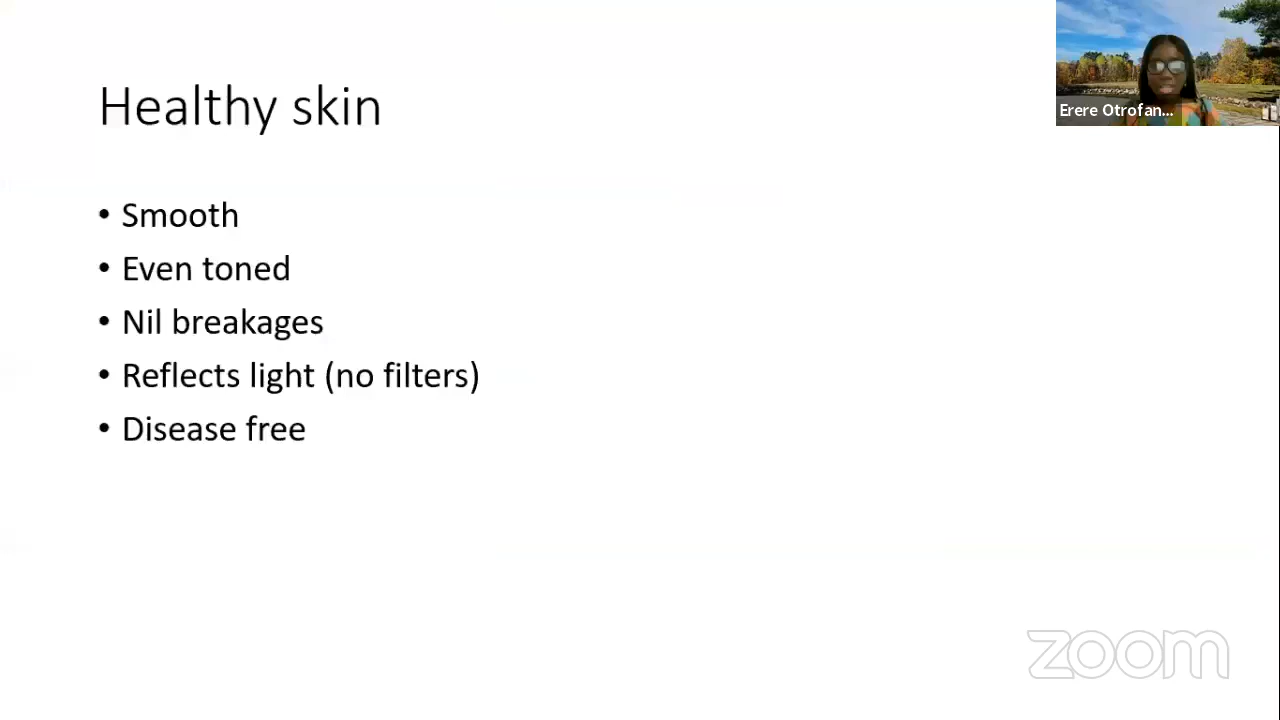 Healthy skin
Erere Otrofan...
• Smooth
• Even toned
• Nil breakages
• Reflects light (no filters)
• Disease free
zoom